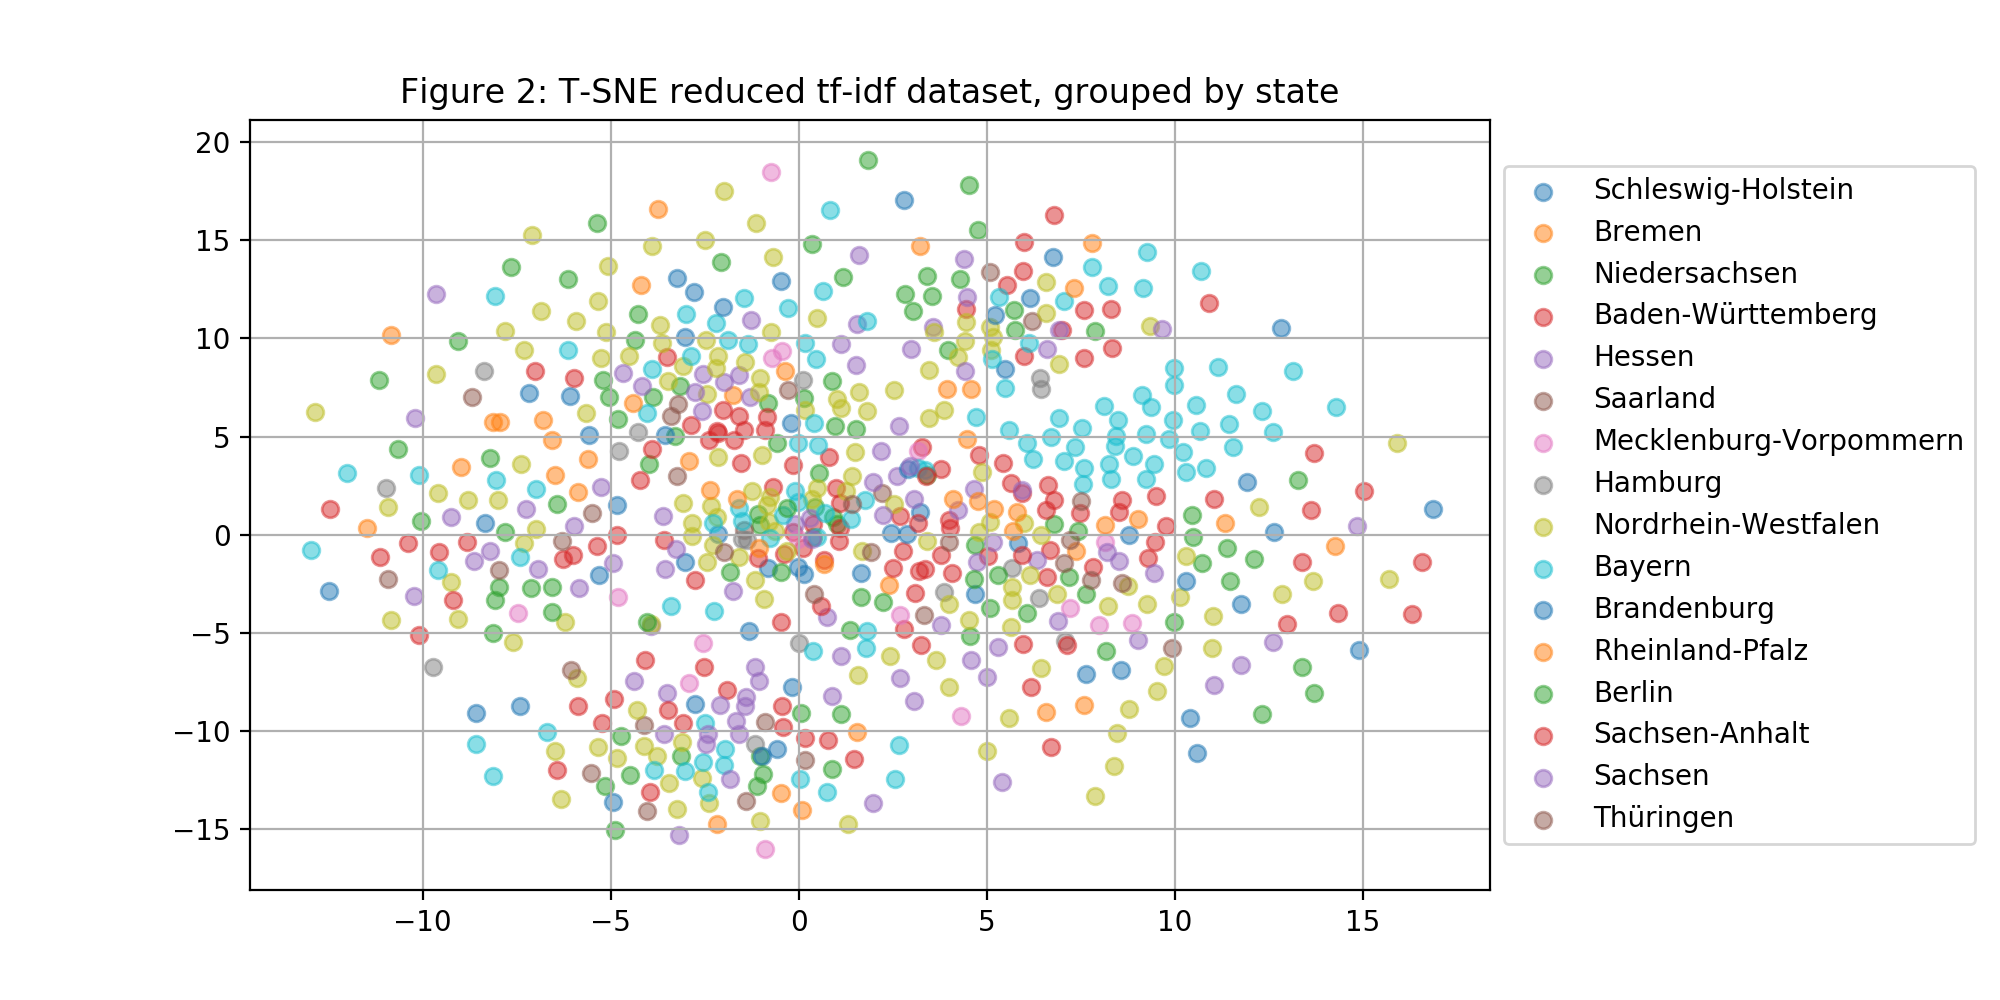 Figure 2: T-SNE reduced tf-idf dataset, grouped by state
20
15
10
5
0
−5
−10
−15
−10
−5
0
5
10
15
Schleswig-Holstein
Bremen
Niedersachsen
Baden-Württemberg
Hessen
Saarland
Mecklenburg-Vorpommern
Hamburg
Nordrhein-Westfalen
Bayern
Brandenburg
Rheinland-Pfalz
Berlin
Sachsen-Anhalt
Sachsen
Thüringen